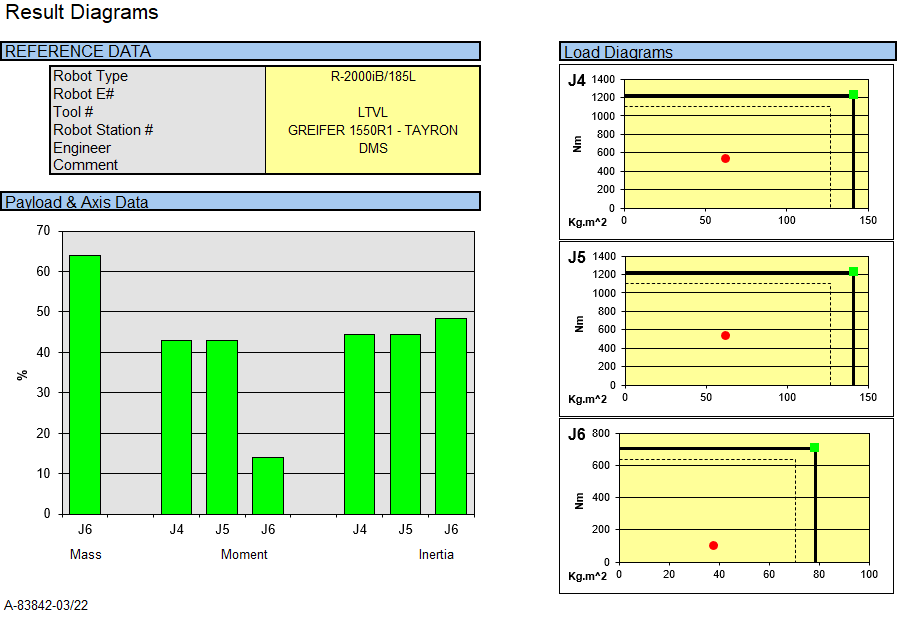 Result Diagrams
REFERENCE DATA
Robot Type R-2000iB/185L
Robot E#
Tool # LTVL
Robot Station # GREIFER 1550R1 - TAYRON
Engineer DMS
Comment
Payload & Axis Data
70
60
50
40
30
20
10
0
%
J6 J4 J5 J6 J4 J5 J6
Mass Moment Inertia
Load Diagrams
J4
1400
1200
1000
800
600
400
200
0
Nm
Kg.m^2 0 50 100 150
J5
1400
1200
1000
800
600
400
200
0
Nm
Kg.m^2 0 50 100 150
J6
800
600
400
200
0
Nm
Kg.m^2 0 20 40 60 80 100
A-83842-03/22